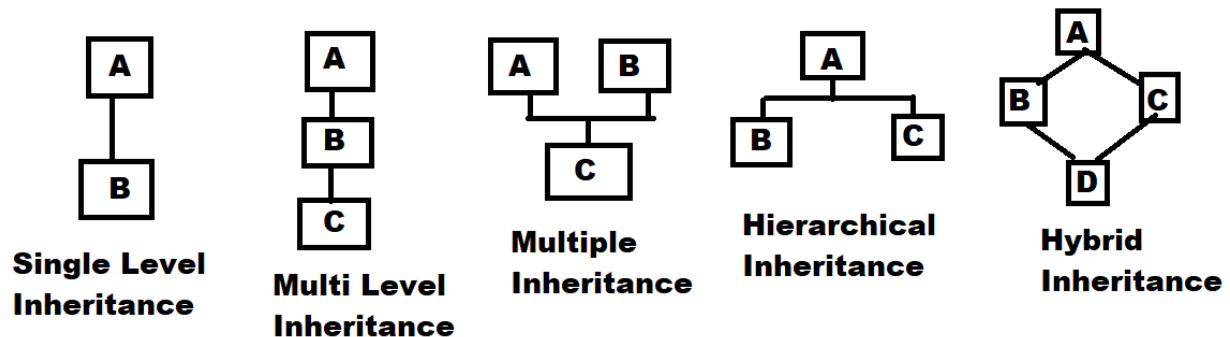 A
B
Single Level
Inheritance
A
B
C
Multi Level
Inheritance
A B
C
Multiple
Inheritance
A
B C
Hierarchical
Inheritance
A
B C
D
Hybrid
Inheritance